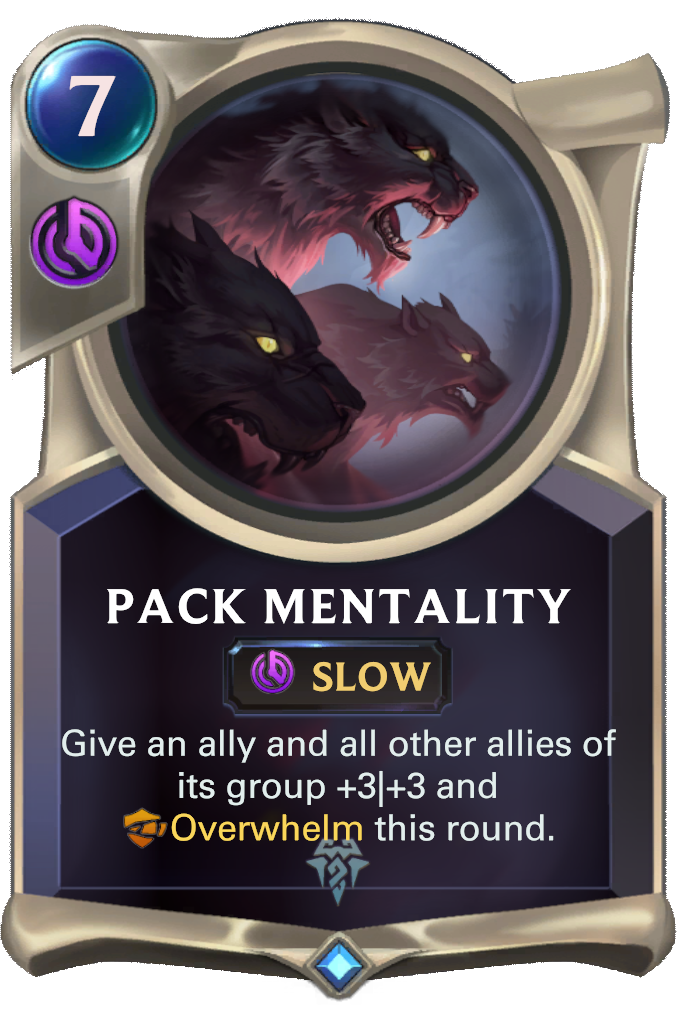 7
PACK MENTALITY
SLOW
Give an ally and all other allies of
its group +3|+3 and
Overwhelm this round.